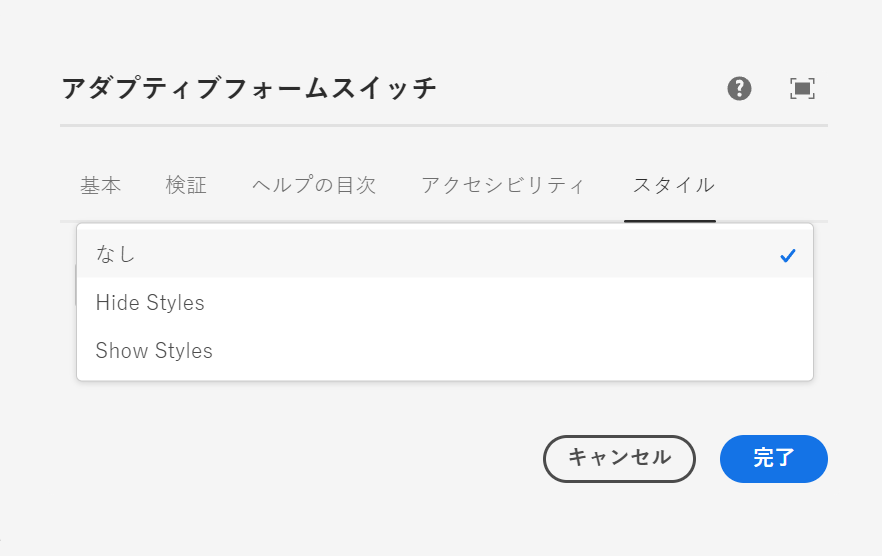 アダプティブフォームスイッチ
基本 検証 ヘルプの目次 アクセシビリティ スタイル
なし
Hide Styles
Show Styles
キャンセル 完了